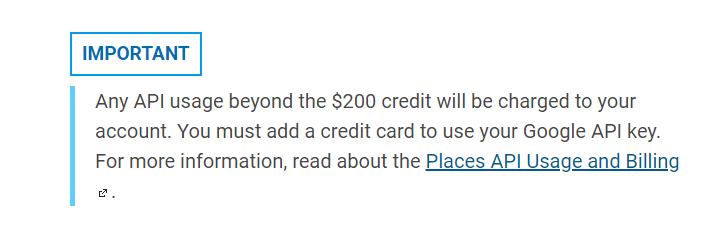 IMPORTANT
Any API usage beyond the $200 credit will be charged to your
account. You must add a credit card to use your Google API key.
For more information, read about the Places API Usage and Billing
.